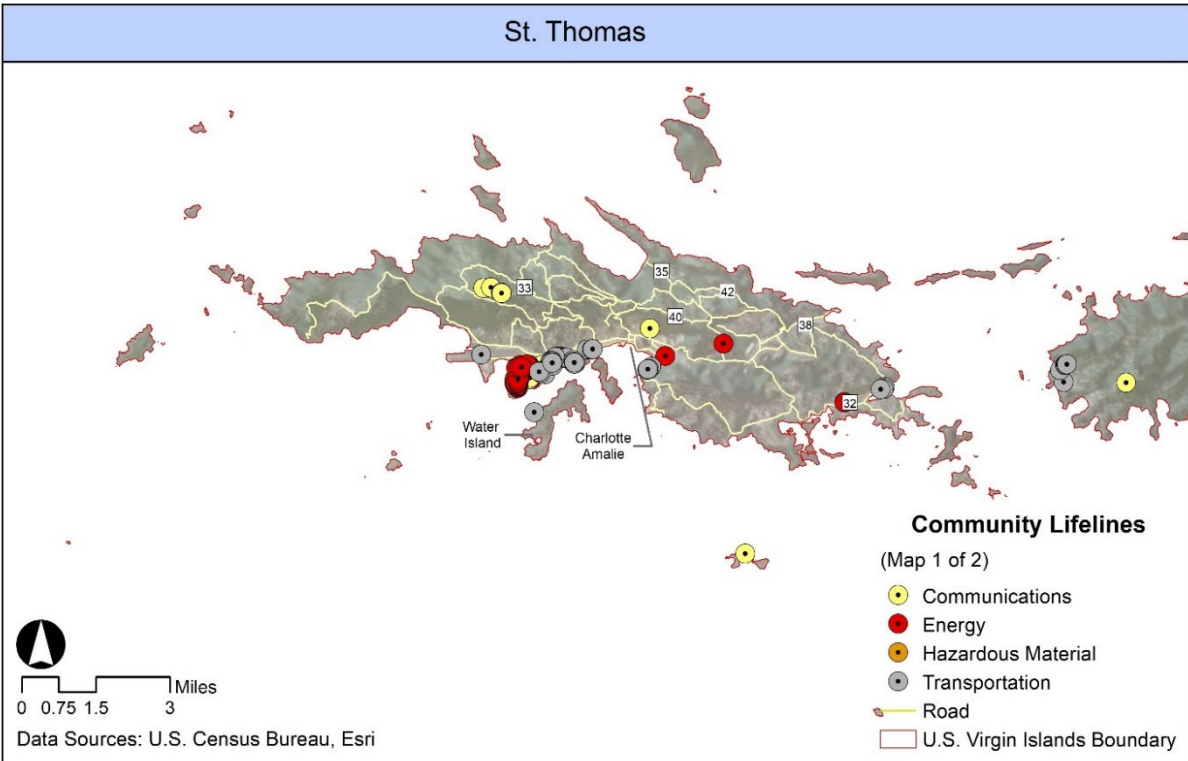 St. Thomas
35
33
42
40
38
32
Water
Island
Charlotte
Amalie
Community Lifelines
(Map 1 of 2)
Communications
Energy
Hazardous Material
Transportation
Road
U.S. Virgin Islands Boundary
Miles
0 0.75 1.5 3
Data Sources: U.S. Census Bureau, Esri